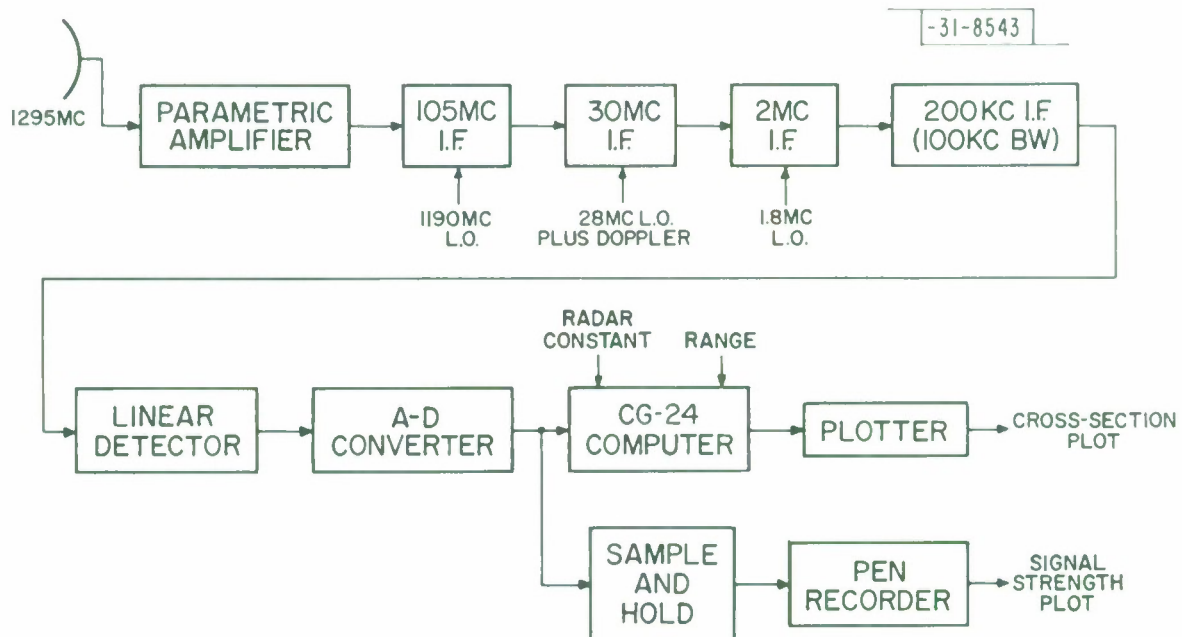 -31-8543
1295MC
PARAMETRIC
AMPLIFIER
105MC
I.F.
30MC
I.F.
2MC
I.F.
200KC I.F.
(100KC BW)
1190MC
L.O.
28MC L.O.
PLUS DOPPLER
1.8MC
L.O.
RADAR
CONSTANT
RANGE
LINEAR
DETECTOR
A-D
CONVERTER
CG-24
COMPUTER
PLOTTER
CROSS-SECTION
PLOT
SAMPLE
AND
HOLD
PEN
RECORDER
SIGNAL
STRENGTH
PLOT